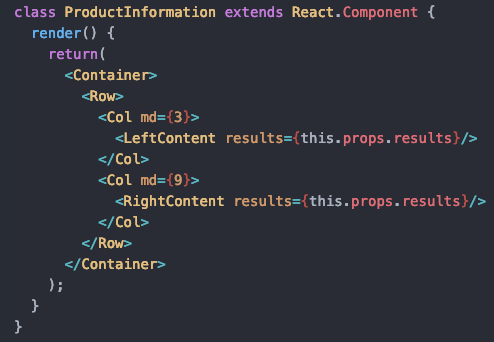 class ProductInformation extends React.Component {
  render() {
    return(
      <Container>
        <Row>
          <Col md={3}>
            <LeftContent results={this.props.results}/>
          </Col>
          <Col md={9}>
            <RightContent results={this.props.results}/>
          </Col>
        </Row>
      </Container>
    );
  }
}